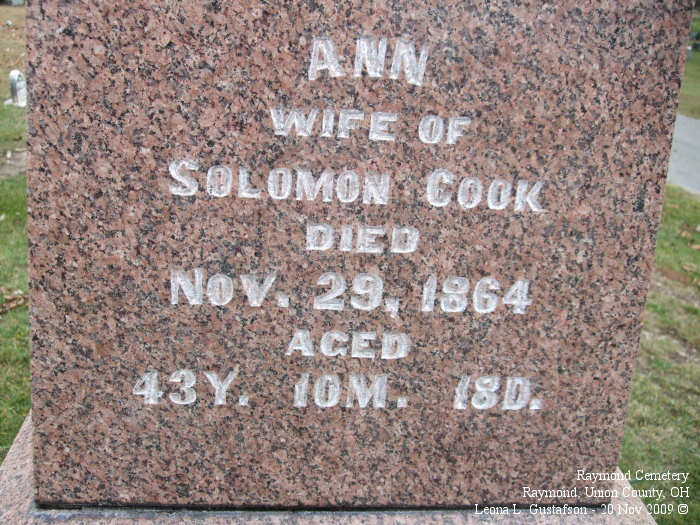 ANN
WIFE OF
SOLOMON COOK
DIED
NOV. 29, 1864
AGED
43Y. 10M. 18D.
Raymond Cemetery
Raymond, Union County, OH
Leona L. Gustafson - 20 Nov 2009 ©